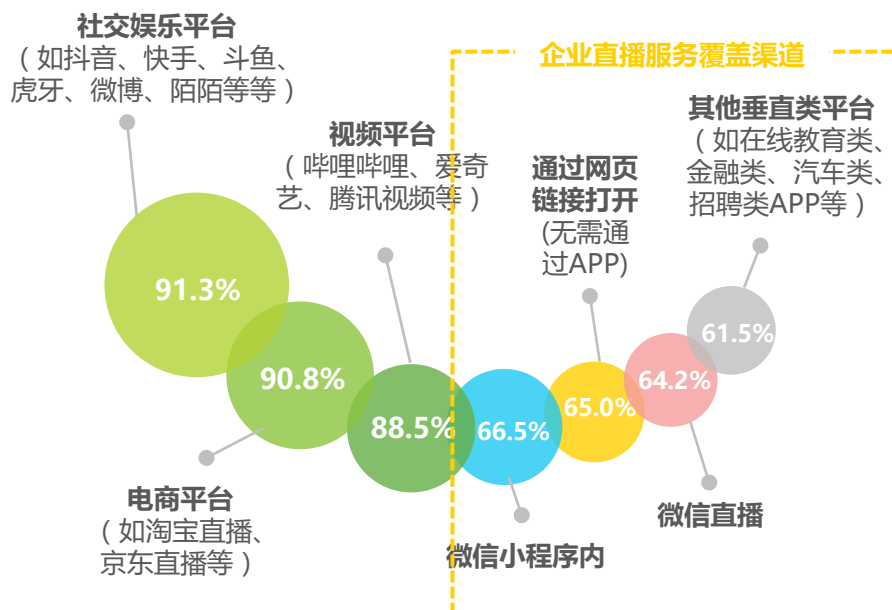 社交娱乐平台
（如抖音、快手、斗鱼、
虎牙、微博、陌陌等等）
91.3%
电商平台
（如淘宝直播、
京东直播等）
90.8%
视频平台
（哔哩哔哩、爱奇
艺、腾讯视频等）
88.5%
企业直播服务覆盖渠道
微信小程序内
66.5%
通过网页
链接打开
(无需通
过APP)
65.0%
微信直播
64.2%
其他垂直类平台
（如在线教育类、
金融类、汽车类、
招聘类APP等）
61.5%